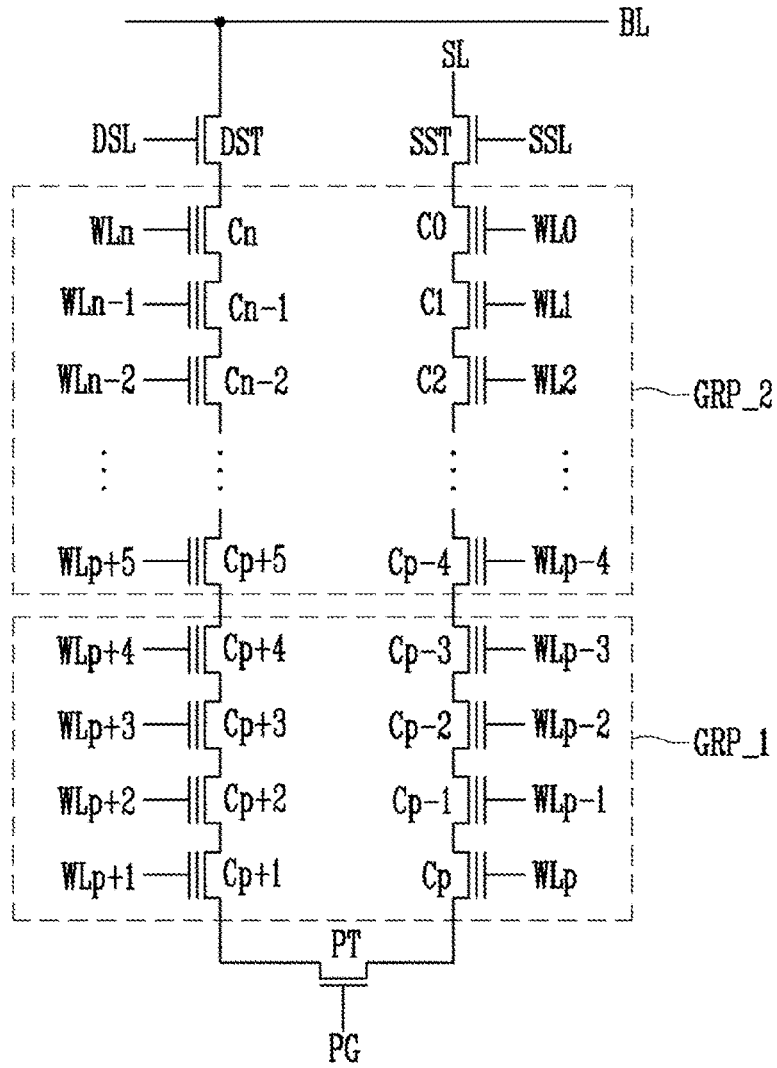 BL
SL
DSL DST SST SSL
WLn Cn C0 WL0
WLn-1 Cn-1 C1 WL1
WLn-2 Cn-2 C2 WL2
GRP_2
WLp+5 Cp+5 Cp-4 WLp-4
WLp+4 Cp+4 Cp-3 WLp-3
WLp+3 Cp+3 Cp-2 WLp-2
GRP_1
WLp+2 Cp+2 Cp-1 WLp-1
WLp+1 Cp+1 Cp WLp
PT
PG